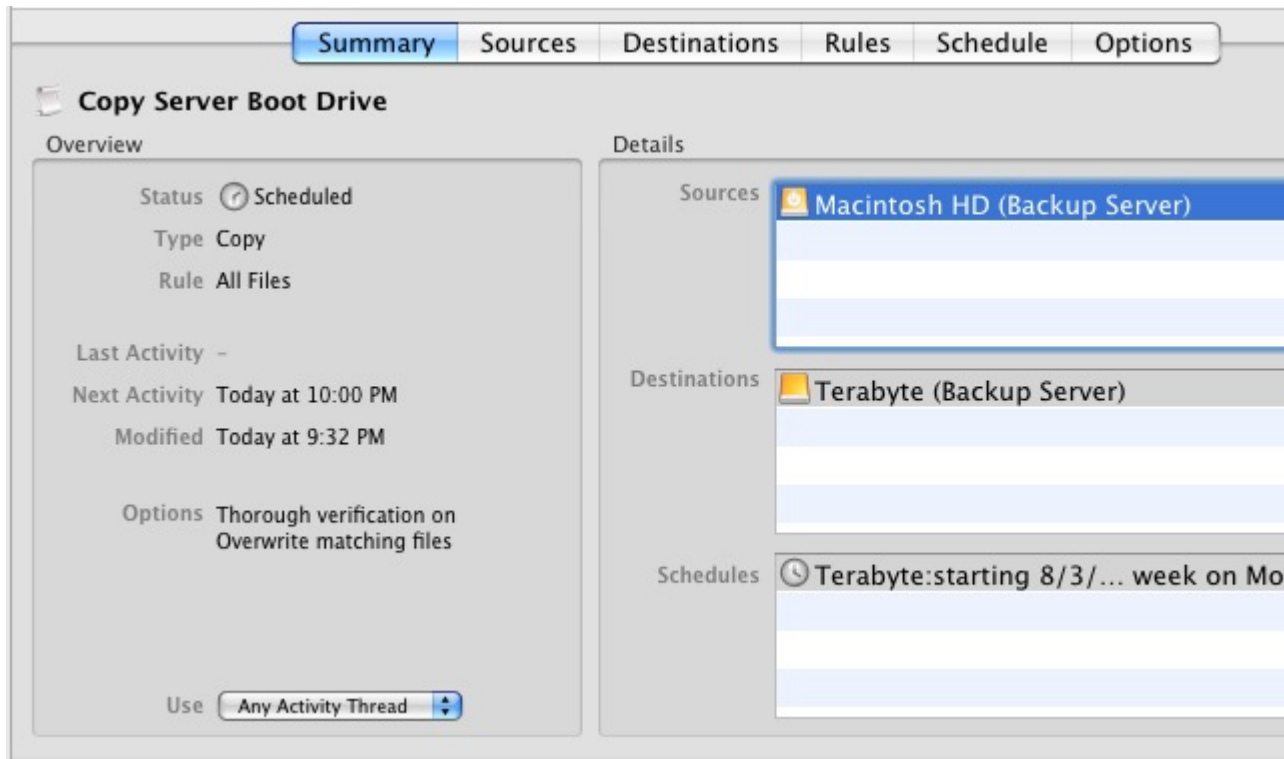 Summary Sources Destinations Rules Schedule Options
Copy Server Boot Drive
Overview
Status Scheduled
Type Copy
Rule All Files
Last Activity -
Next Activity Today at 10:00 PM
Modified Today at 9:32 PM
Options Thorough verification on
Overwrite matching files
Use Any Activity Thread
Details
Sources Macintosh HD (Backup Server)
Destinations Terabyte (Backup Server)
Schedules Terabyte:starting 8/3/... week on Mo